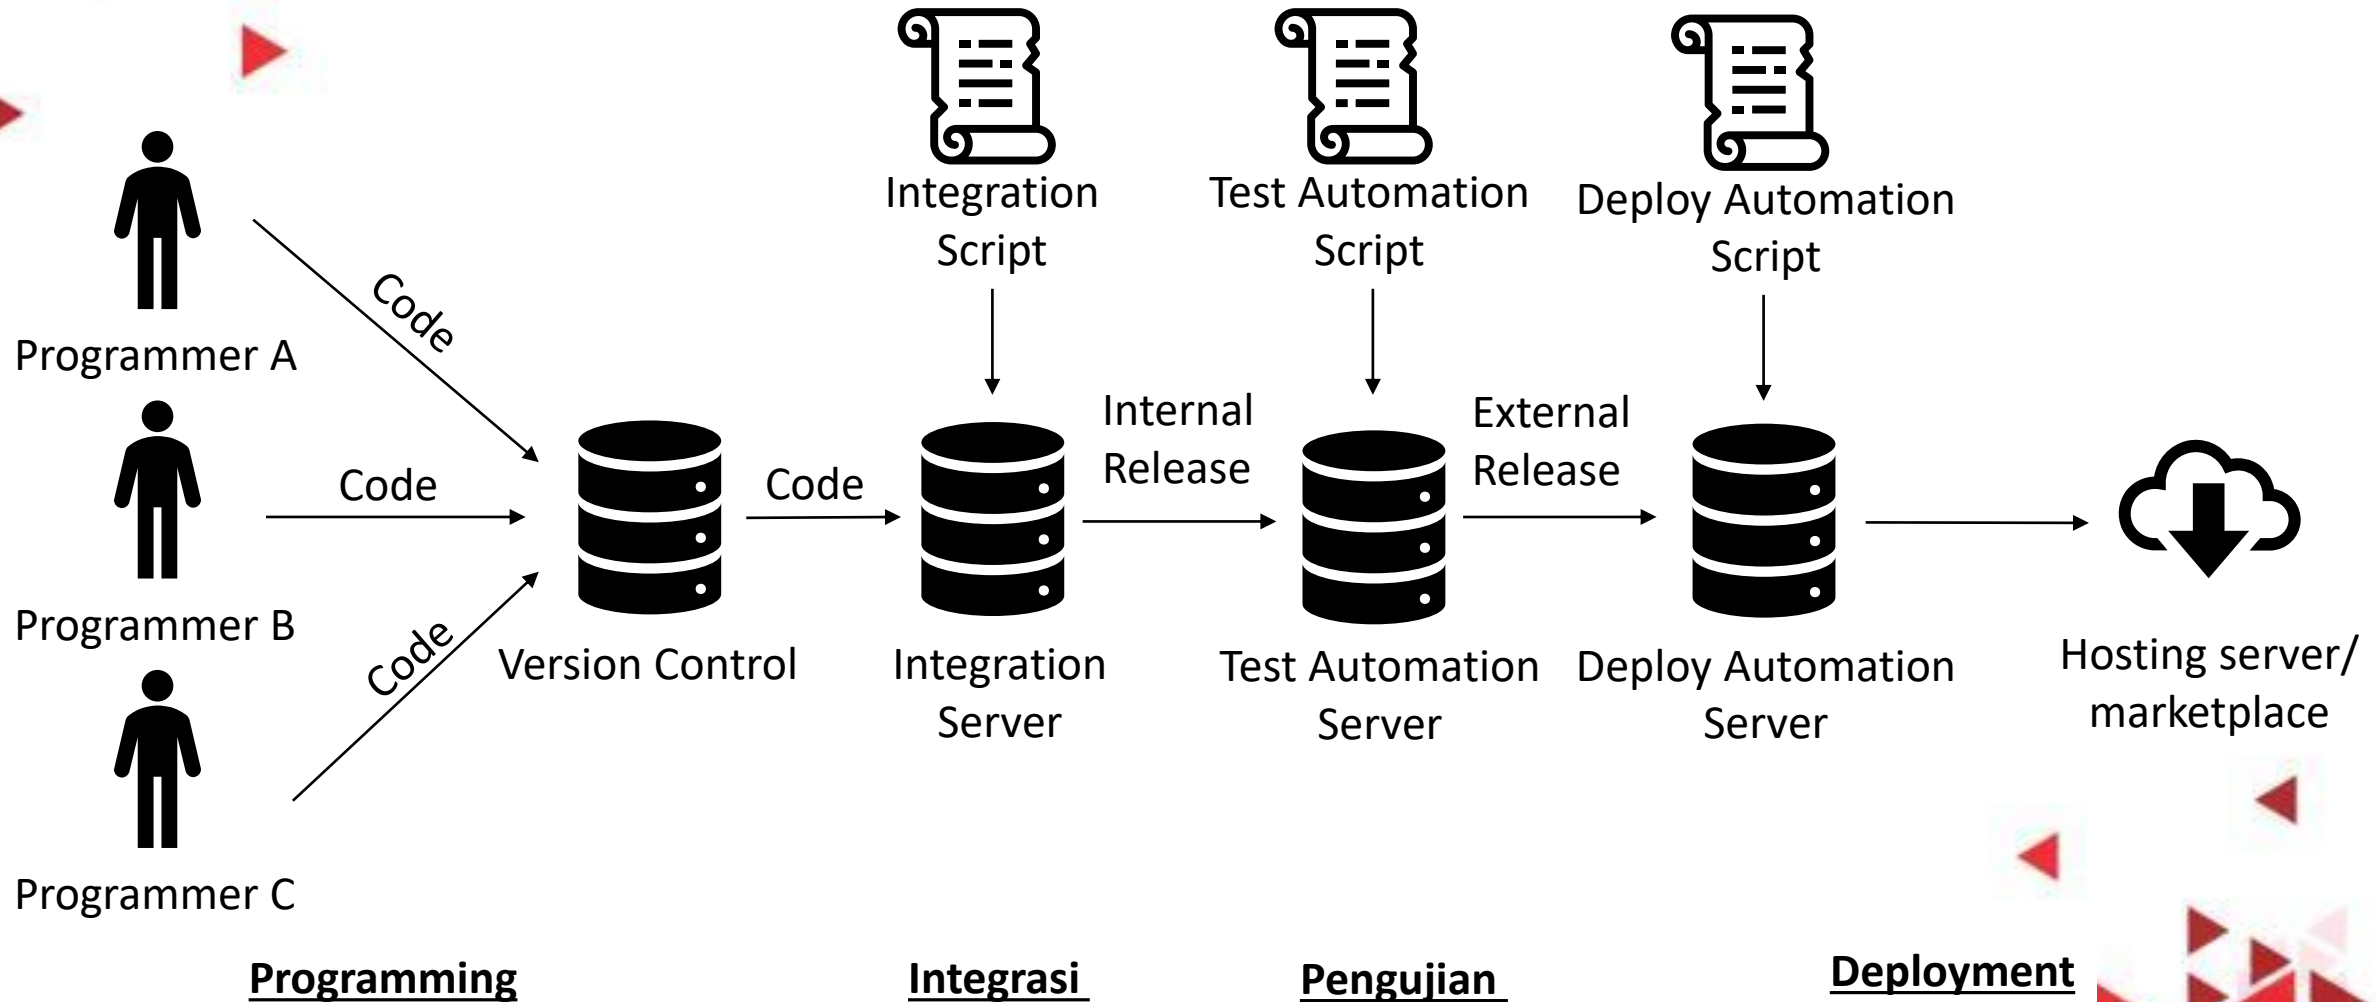 Integration
Script
Test Automation
Script
Deploy Automation
Script
Code
Programmer A
Internal
Release
External
Release
Code
Code
Programmer B
Code
Version Control
Integration
Server
Test Automation
Server
Deploy Automation
Server
Hosting server/
marketplace
Programmer C
Programming
Integrasi
Pengujian
Deployment